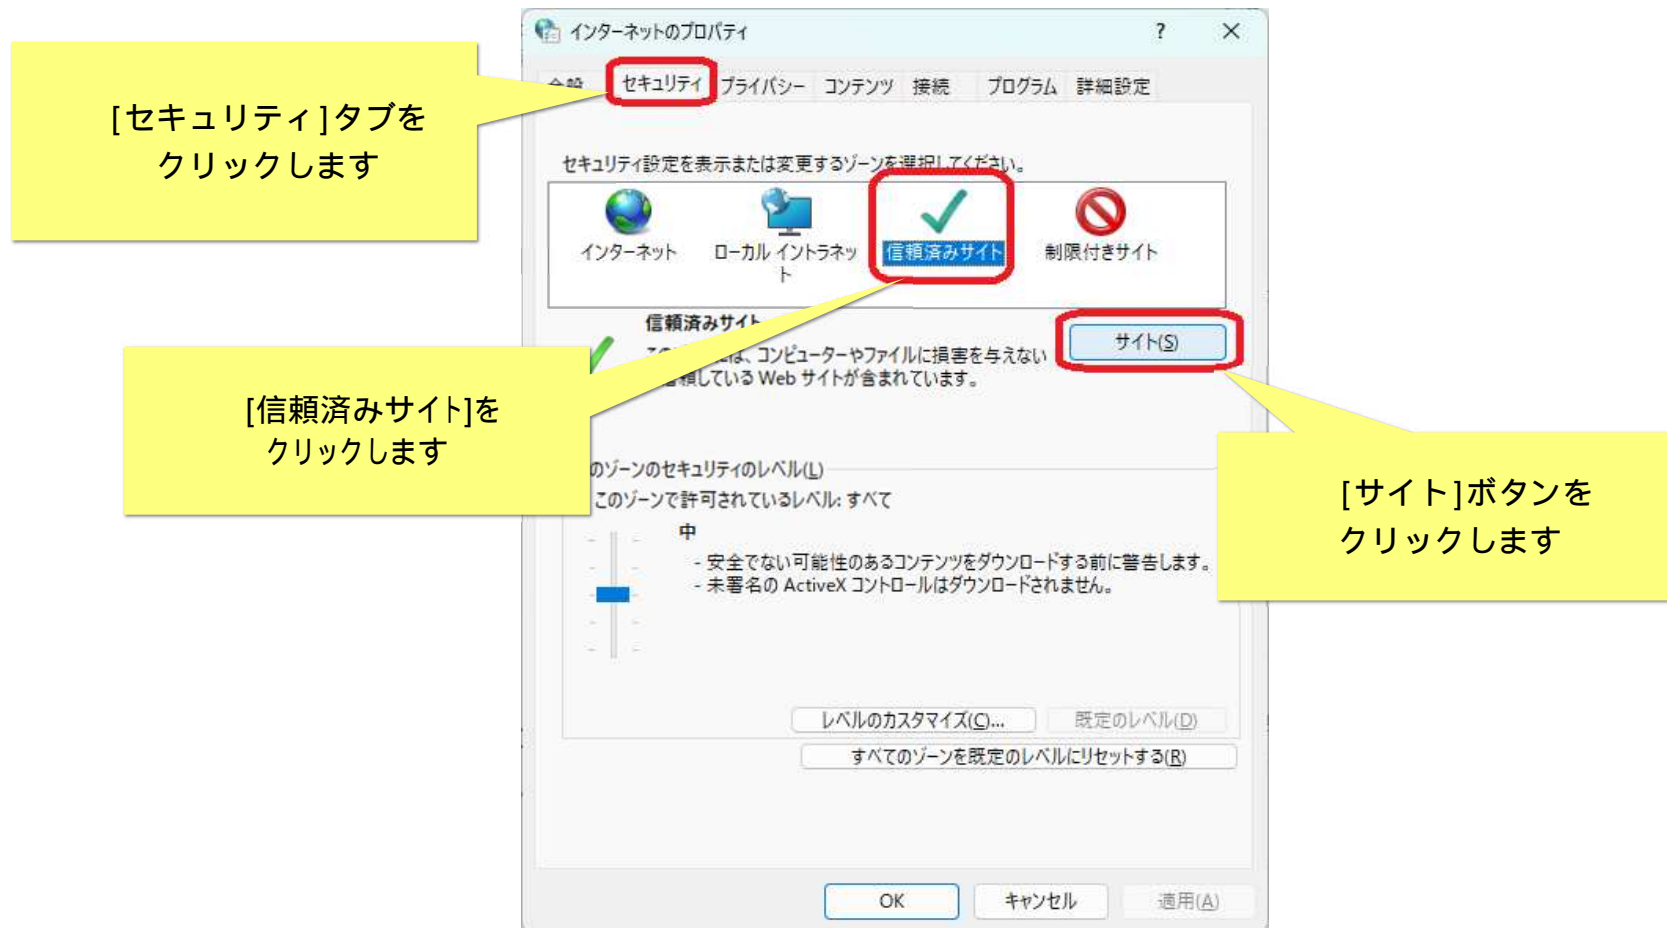 インターネットのプロパティ
セキュリティ プライバシー コンテンツ 接続 プログラム 詳細設定
[セキュリティ]タブを
クリックします
セキュリティ設定を表示または変更するゾーンを選択してください。
インターネット
ローカル イントラネッ
ト
信頼済みサイト
制限付きサイト
信頼済みサイト
サイト(S)
は、コンピューターやファイルに損害を与えない
信頼している Web サイトが含まれています。
[信頼済みサイト]を
クリックします
[サイト]ボタンを
クリックします
のゾーンのセキュリティのレベル(L)
このゾーンで許可されているレベル: すべて
中
- 安全でない可能性のあるコンテンツをダウンロードする前に警告します。
- 未署名の ActiveX コントロールはダウンロードされません。
レベルのカスタマイズ(C)...
既定のレベル(D)
すべてのゾーンを既定のレベルにリセットする(R)
OK
キャンセル
適用(A)